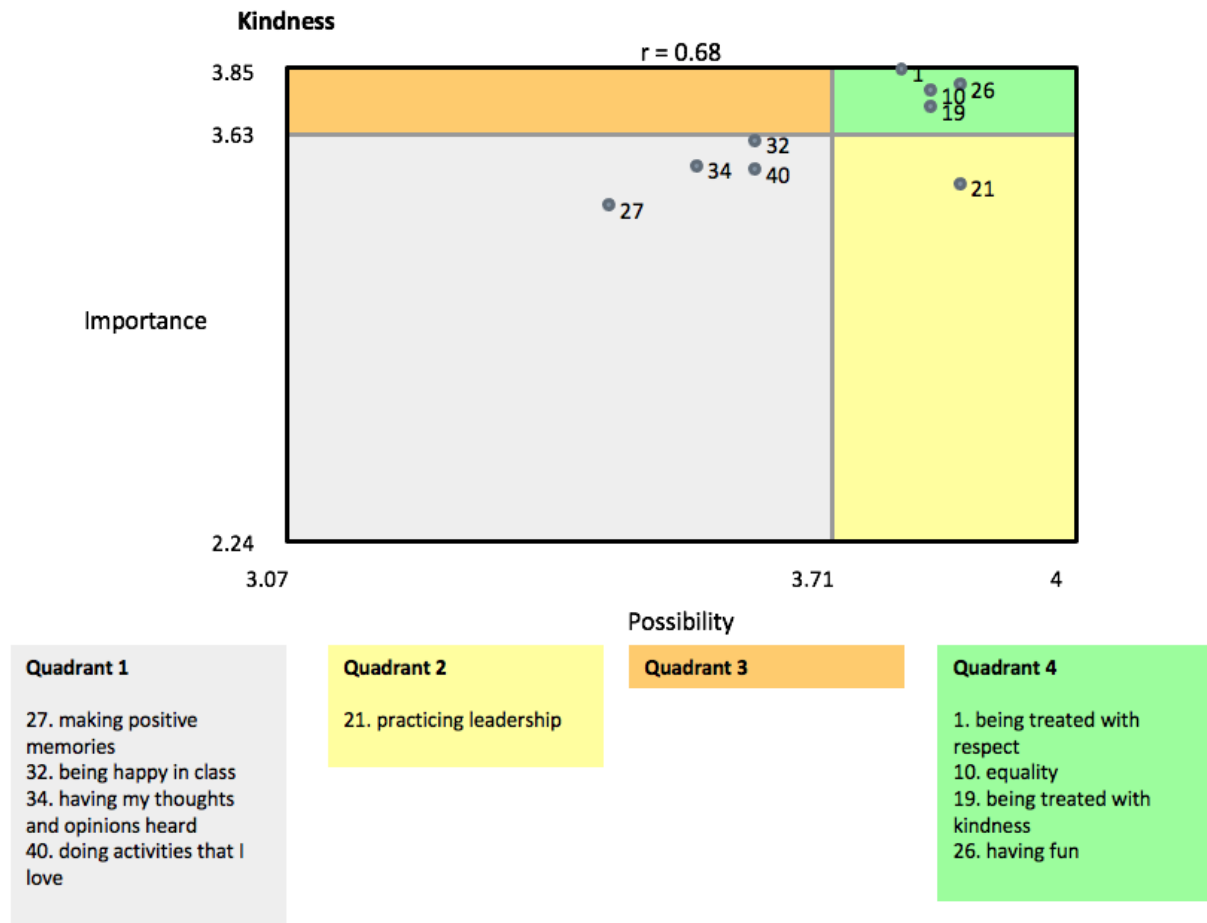 Kindness
r = 0.68
3.85
1
26
10
19
3.63
32
34
40
21
27
Importance
2.24
3.07
3.71
4
Possibility
Quadrant 1
27. making positive
memories
32. being happy in class
34. having my thoughts
and opinions heard
40. doing activities that I
love
Quadrant 2
21. practicing leadership
Quadrant 3
Quadrant 4
1. being treated with
respect
10. equality
19. being treated with
kindness
26. having fun